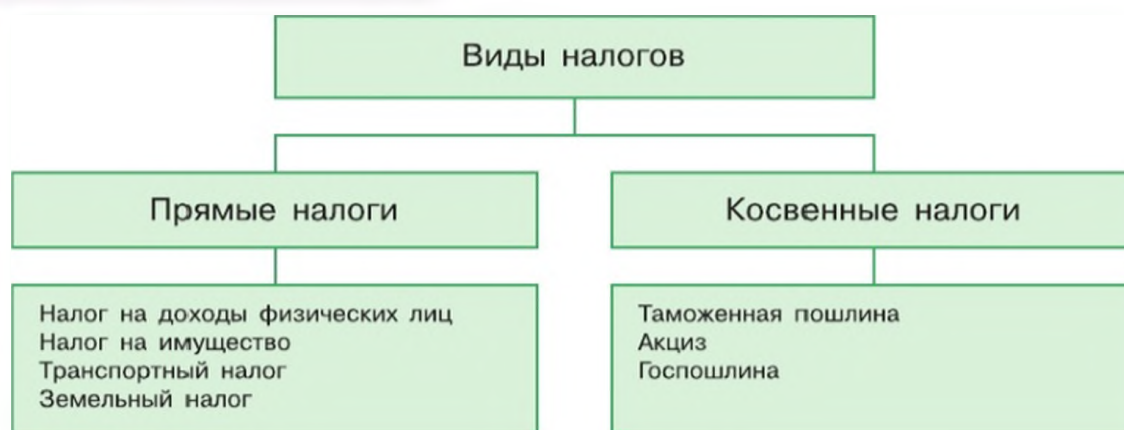 Виды налогов
Прямые налоги
Косвенные налоги
Налог на доходы физических лиц
Налог на имущество
Транспортный налог
Земельный налог
Таможенная пошлина
Акциз
Госпошлина